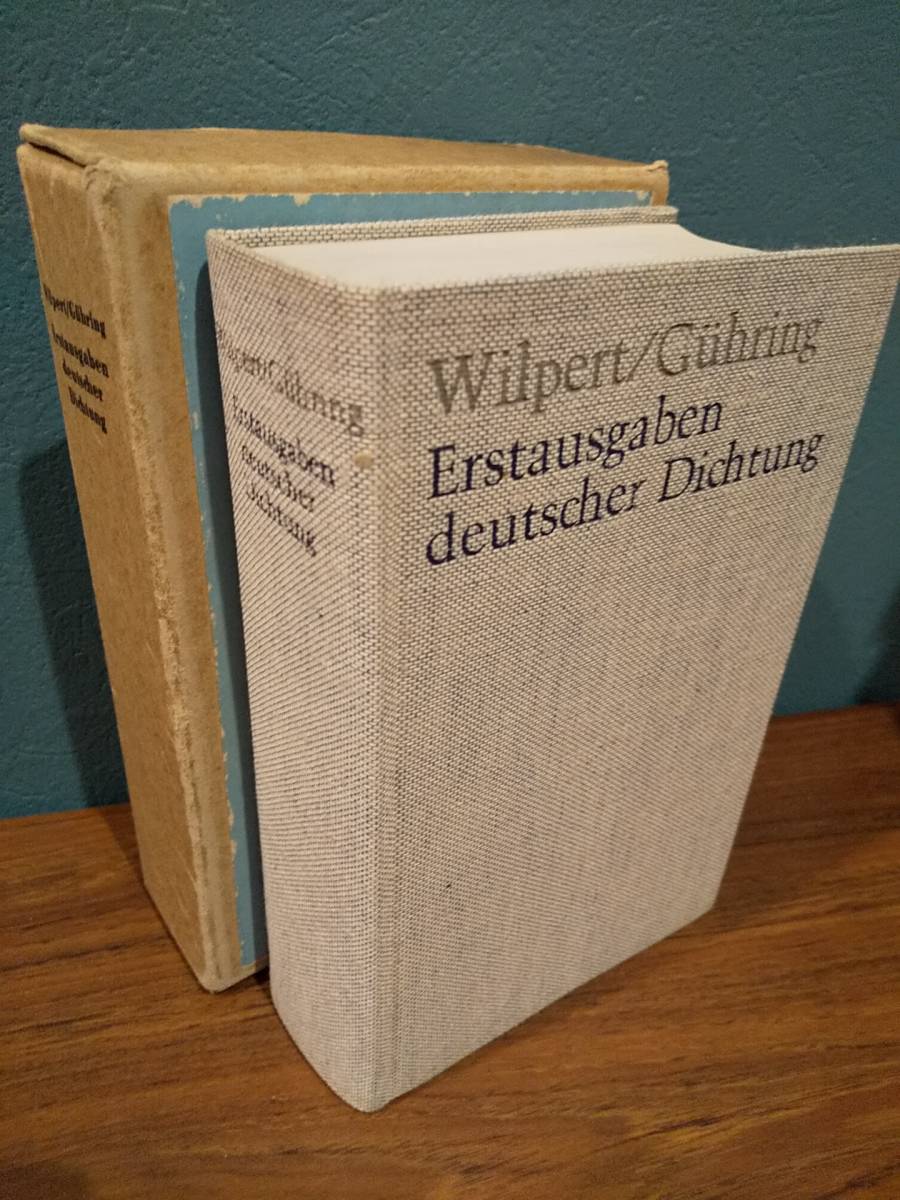 Wilpert/Gühring
Erstausgaben
deutscher
Dichtung
Wilpert/Gühring
Erstausgaben
deutscher
Dichtung
Wilpert/Gühring
Erstausgaben
deutscher Dichtung